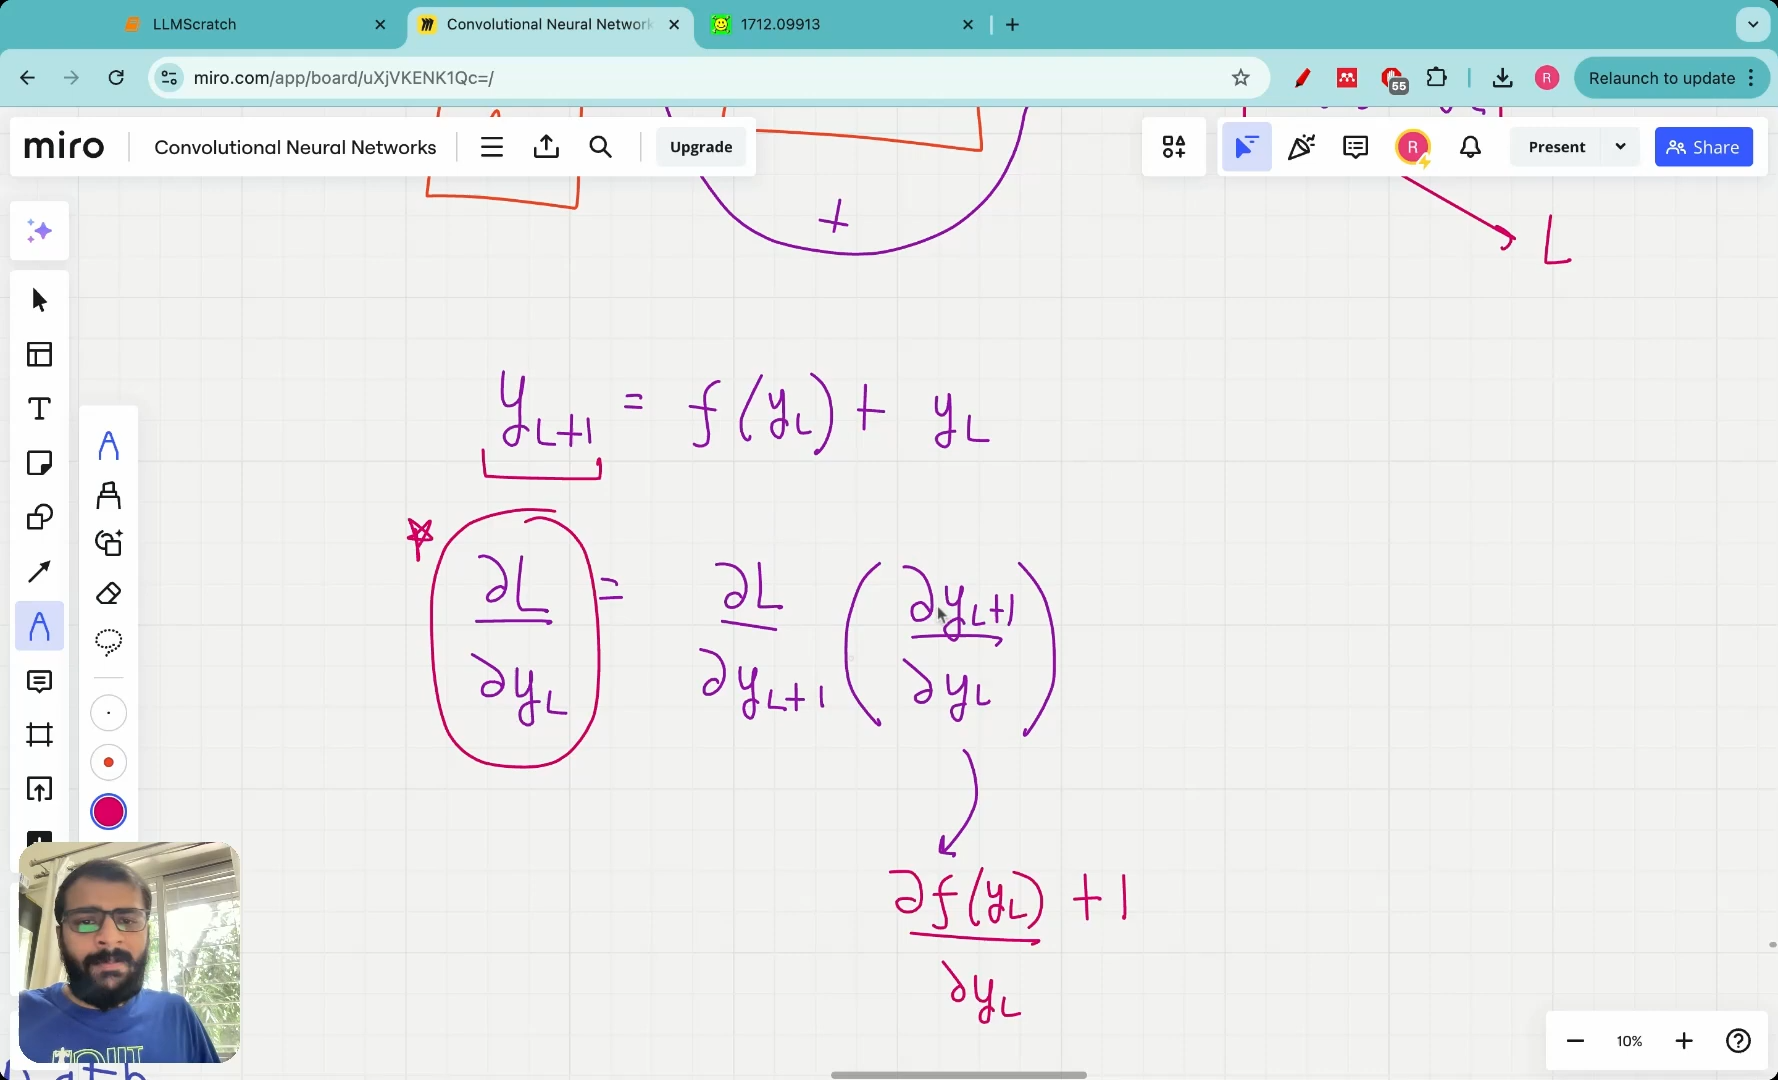 LLMScratch
Convolutional Neural Network
1712.09913
miro.com/app/board/uXjVKENK1Qc=/
55
R
Relaunch to update
miro
Convolutional Neural Networks
Upgrade
R
Present
Share
+
L
y_{L+1} = f(y_L) + y_L
∂L/∂y_L = ∂L/∂y_{L+1} (∂y_{L+1}/∂y_L)
∂f(y_L)/∂y_L + 1
10%